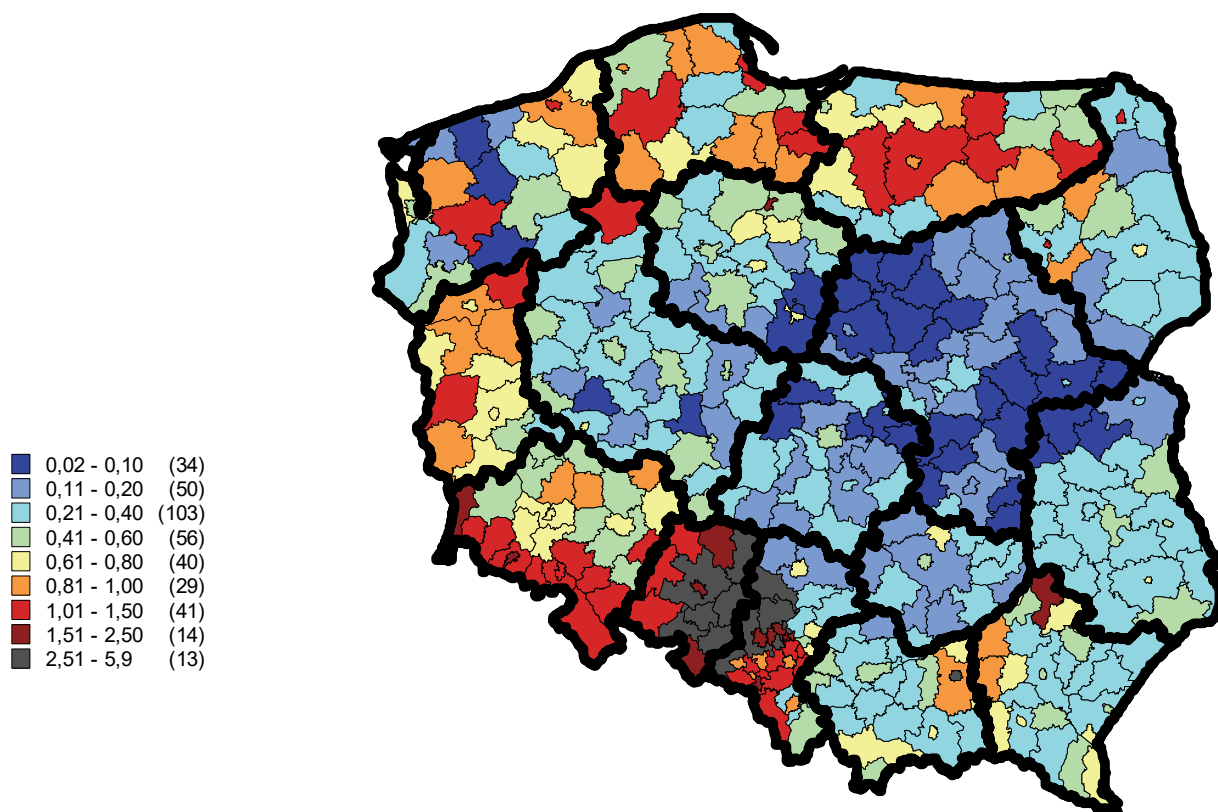 0,02 - 0,10 (34)
0,11 - 0,20 (50)
0,21 - 0,40 (103)
0,41 - 0,60 (56)
0,61 - 0,80 (40)
0,81 - 1,00 (29)
1,01 - 1,50 (41)
1,51 - 2,50 (14)
2,51 - 5,9 (13)